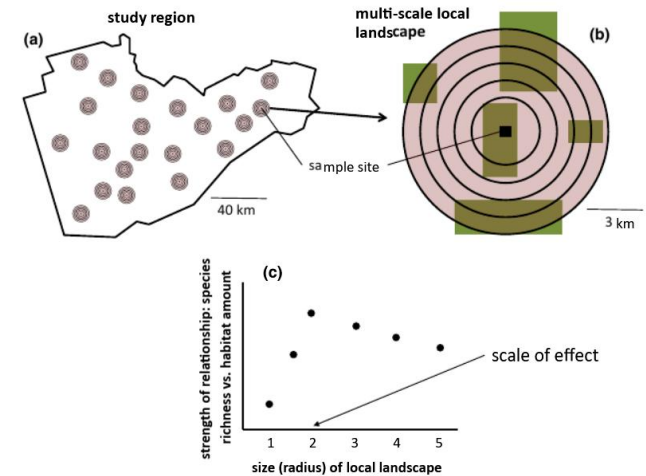 study region
(a)
multi-scale local
landscape
(b)
sample site
40 km
3 km
(c)
strength of relationship: species
richness vs. habitat amount
scale of effect
1 2 3 4 5
size (radius) of local landscape